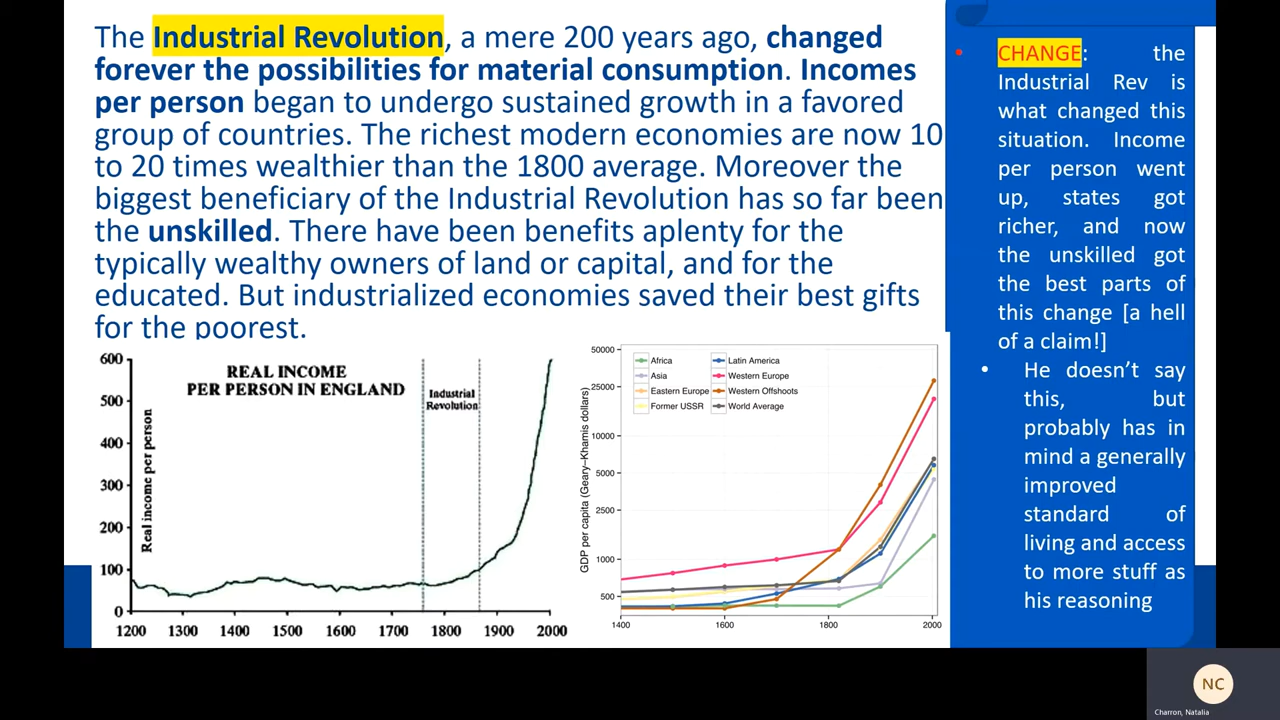 The Industrial Revolution, a mere 200 years ago, changed
forever the possibilities for material consumption. Incomes
per person began to undergo sustained growth in a favored
group of countries. The richest modern economies are now 10
to 20 times wealthier than the 1800 average. Moreover the
biggest beneficiary of the Industrial Revolution has so far been
the unskilled. There have been benefits aplenty for the
typically wealthy owners of land or capital, and for the
educated. But industrialized economies saved their best gifts
for the poorest.
REAL INCOME
PER PERSON IN ENGLAND
Industrial
Revolution
Real income per person
600
500
400
300
200
100
0
1200 1300 1400 1500 1600 1700 1800 1900 2000
GDP per capita (Geary–Khamis dollars)
50000
25000
10000
5000
2500
1000
500
Africa
Asia
Eastern Europe
Former USSR
Latin America
Western Europe
Western Offshoots
World Average
1400 1600 1800 2000
• CHANGE: the
Industrial Rev is
what changed this
situation. Income
per person went
up, states got
richer, and now
the unskilled got
the best parts of
this change [a hell
of a claim!]
• He doesn’t say
this, but
probably has in
mind a generally
improved
standard of
living and access
to more stuff as
his reasoning
NC
Charron, Natalia